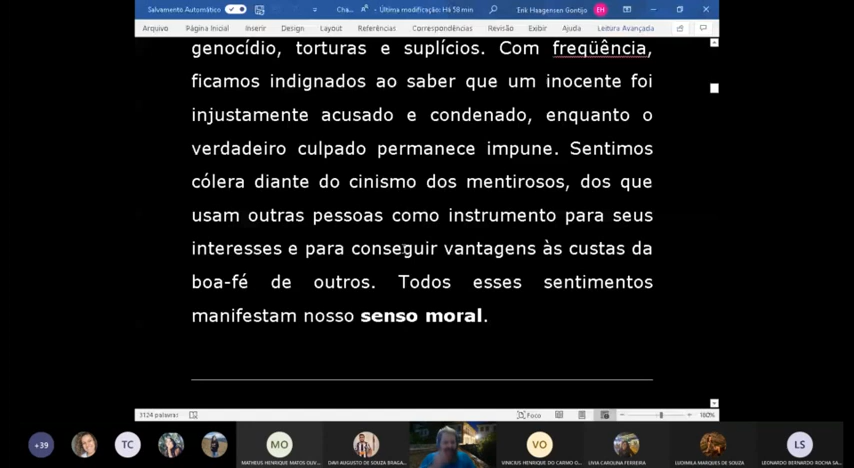 Salvamento Automático
Cha...
Última modificação: Há 58 min
Erik Haagensen Gontijo
EH
Arquivo Página Inicial Inserir Design Layout Referências Correspondências Revisão Exibir Ajuda Leitura Avançada
genocídio, torturas e suplícios. Com freqüência,
ficamos indignados ao saber que um inocente foi
injustamente acusado e condenado, enquanto o
verdadeiro culpado permanece impune. Sentimos
cólera diante do cinismo dos mentirosos, dos que
usam outras pessoas como instrumento para seus
interesses e para conseguir vantagens às custas da
boa-fé de outros. Todos esses sentimentos
manifestam nosso senso moral.
3124 palavras
Foco
180%
+39 TC MO VO LS
MATHEUS HENRIQUE MATOS OLIV... DAVI AUGUSTO DE SOUZA BRAGA... VINICIUS HENRIQUE DO CARMO G... LIVIA CAROLINA FERREIRA LUDMILA MARQUES DE SOUZA LEONARDO BERNARDO ROCHA SA...